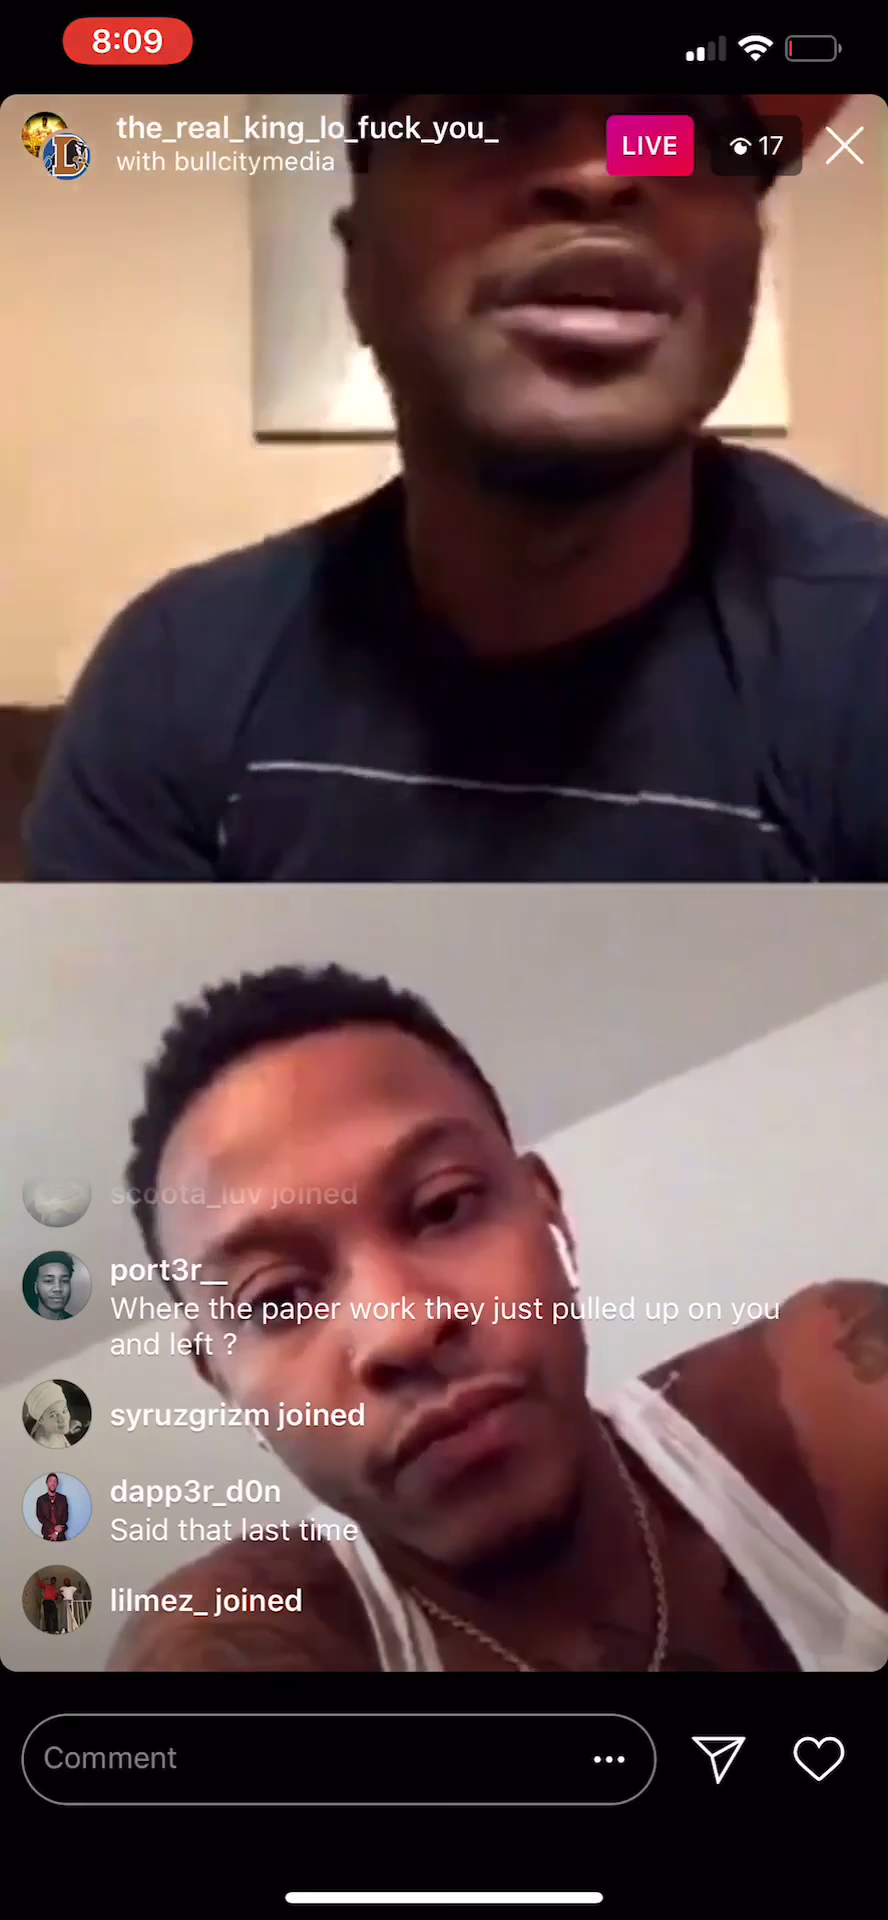 8:09
the_real_king_lo_fuck_you_
with bullcitymedia
LIVE
17
scoota_luv joined
port3r__
Where the paper work they just pulled up on you
and left ?
syruzgrizm joined
dapp3r_d0n
Said that last time
lilmez_ joined
Comment